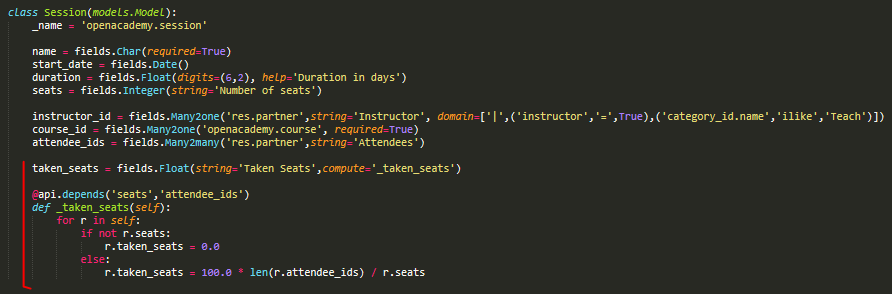 class Session(models.Model):
    _name = 'openacademy.session'

    name = fields.Char(required=True)
    start_date = fields.Date()
    duration = fields.Float(digits=(6,2), help='Duration in days')
    seats = fields.Integer(string='Number of seats')

    instructor_id = fields.Many2one('res.partner',string='Instructor', domain=['|',('instructor','=',True),('category_id.name','ilike','Teach')])
    course_id = fields.Many2one('openacademy.course', required=True)
    attendee_ids = fields.Many2many('res.partner',string='Attendees')

    taken_seats = fields.Float(string='Taken Seats',compute='_taken_seats')

    @api.depends('seats','attendee_ids')
    def _taken_seats(self):
        for r in self:
            if not r.seats:
                r.taken_seats = 0.0
            else:
                r.taken_seats = 100.0 * len(r.attendee_ids) / r.seats